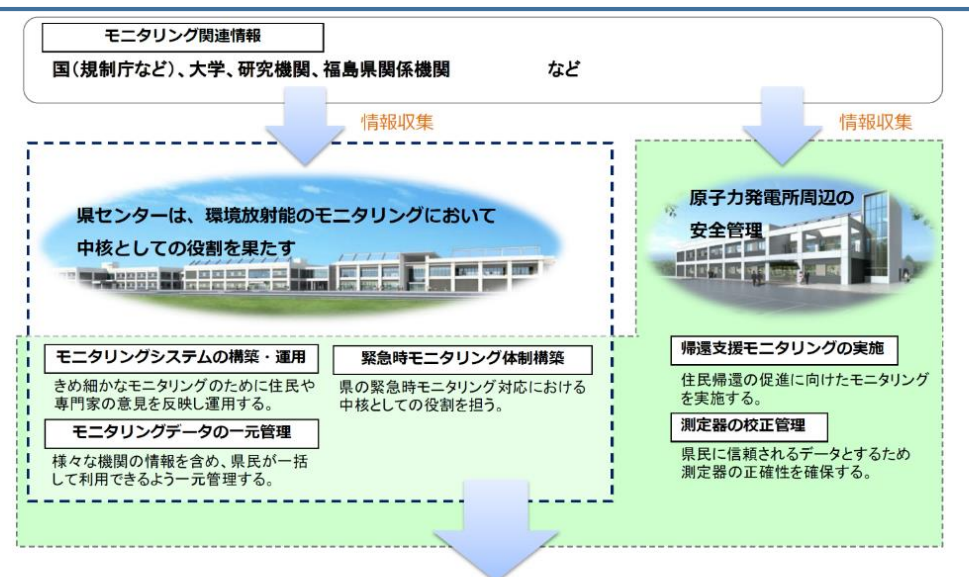 モニタリング関連情報
国(規制庁など)、大学、研究機関、福島県関係機関 など
情報収集
情報収集
県センターは、環境放射能のモニタリングにおいて
中核としての役割を果たす
原子力発電所周辺の
安全管理
モニタリングシステムの構築・運用
きめ細かなモニタリングのために住民や
専門家の意見を反映し運用する。
モニタリングデータの一元管理
様々な機関の情報を含め、県民が一括
して利用できるよう一元管理する。
緊急時モニタリング体制構築
県の緊急時モニタリング対応における
中核としての役割を担う。
帰還支援モニタリングの実施
住民帰還の促進に向けたモニタリング
を実施する。
測定器の校正管理
県民に信頼されるデータとするため
測定器の正確性を確保する。